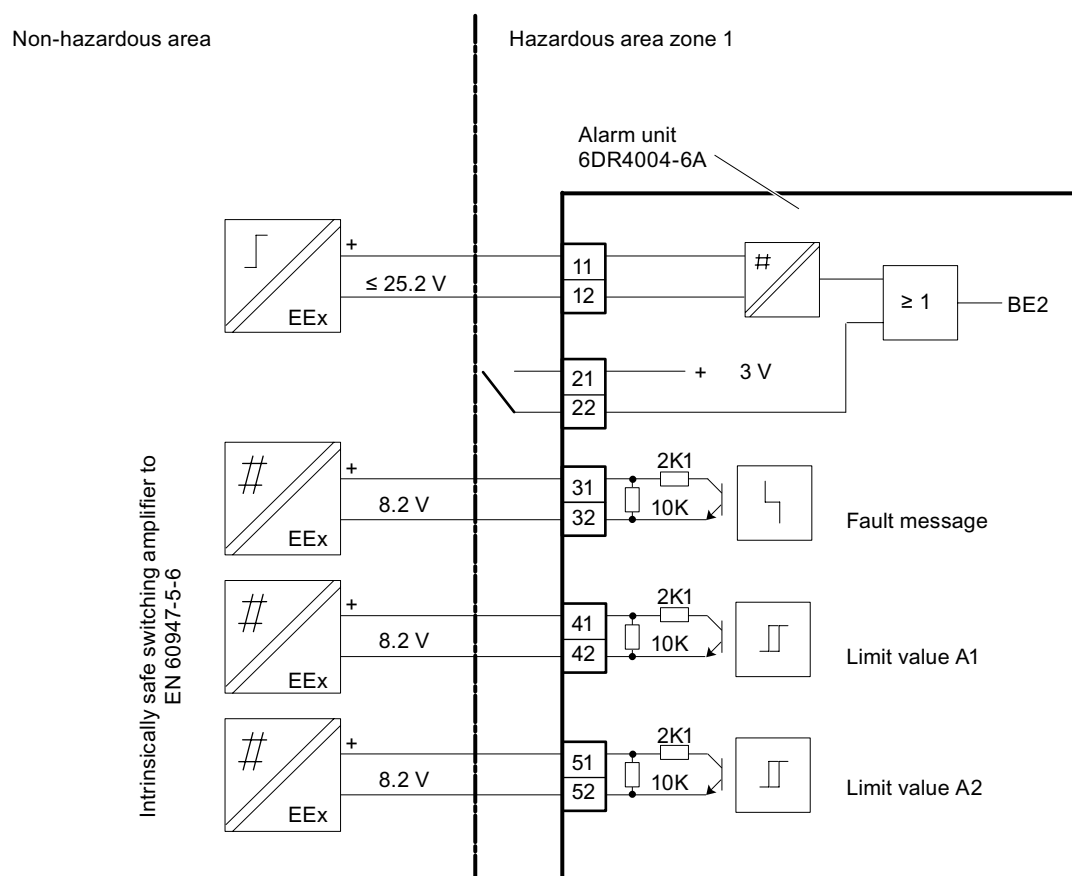 Non-hazardous area
Hazardous area zone 1
Alarm unit
6DR4004-6A
+
≤ 25.2 V
EEx
11
12
#
≥ 1
BE2
21
22
+ 3 V
Intrinsically safe switching amplifier to
EN 60947-5-6
#
+
8.2 V
EEx
31
32
2K1
10K
Fault message
#
+
8.2 V
EEx
41
42
2K1
10K
Limit value A1
#
+
8.2 V
EEx
51
52
2K1
10K
Limit value A2